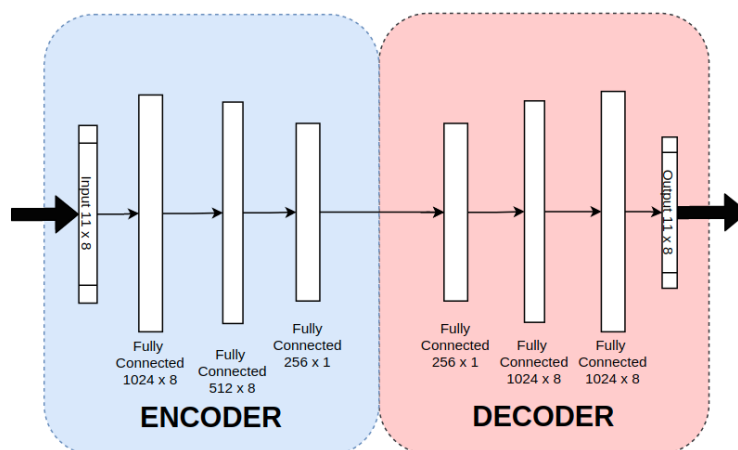 Input 11 x 8
Fully
Connected
1024 x 8
Fully
Connected
512 x 8
Fully
Connected
256 x 1
ENCODER
Fully
Connected
256 x 1
Fully
Connected
1024 x 8
Fully
Connected
1024 x 8
Output 11 x 8
DECODER